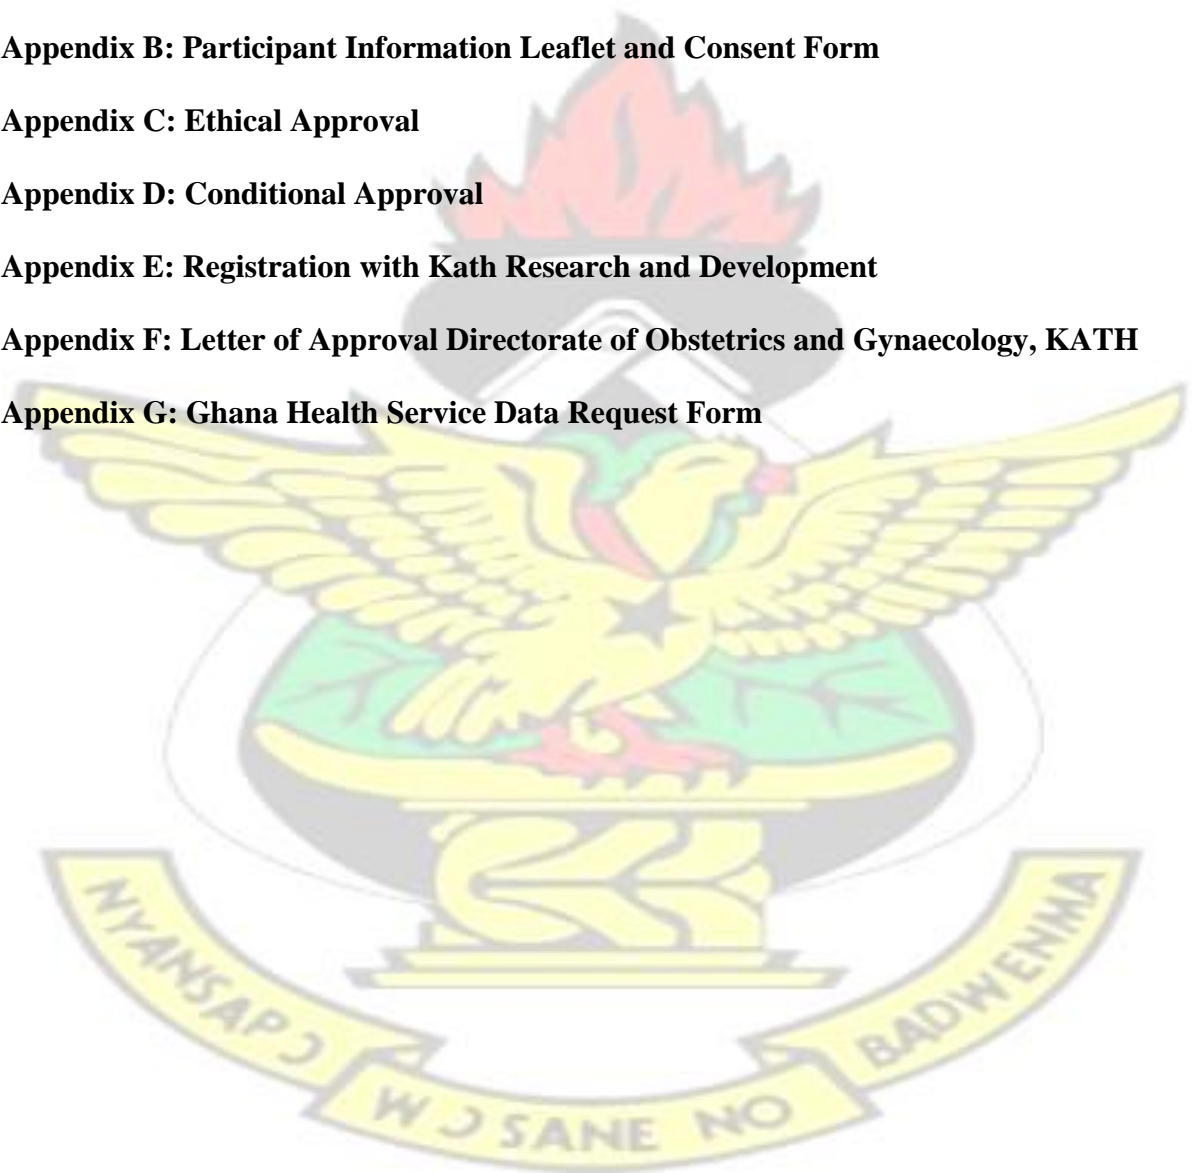 Appendix B: Participant Information Leaflet and Consent Form
Appendix C: Ethical Approval
Appendix D: Conditional Approval
Appendix E: Registration with Kath Research and Development
Appendix F: Letter of Approval Directorate of Obstetrics and Gynaecology, KATH
Appendix G: Ghana Health Service Data Request Form
NYANSAPƆ WƆSANE NO BADWENMA